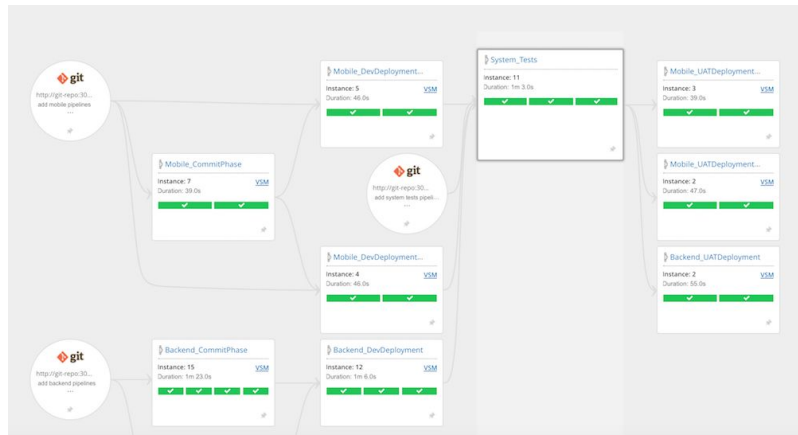 git
http://git-repo:30...
add mobile pipelines
...
Mobile_CommitPhase
Instance: 7 VSM
Duration: 39.0s
Mobile_DevDeployment...
Instance: 5 VSM
Duration: 46.0s
git
http://git-repo:30...
add system tests pipeli...
...
Mobile_DevDeployment...
Instance: 4 VSM
Duration: 46.0s
System_Tests
Instance: 11
Duration: 1m 3.0s
Mobile_UATDeployment...
Instance: 3 VSM
Duration: 39.0s
Mobile_UATDeployment...
Instance: 2 VSM
Duration: 47.0s
Backend_UATDeployment
Instance: 2 VSM
Duration: 55.0s
git
http://git-repo:30...
add backend pipelines
...
Backend_CommitPhase
Instance: 15 VSM
Duration: 1m 23.0s
Backend_DevDeployment
Instance: 12 VSM
Duration: 1m 6.0s